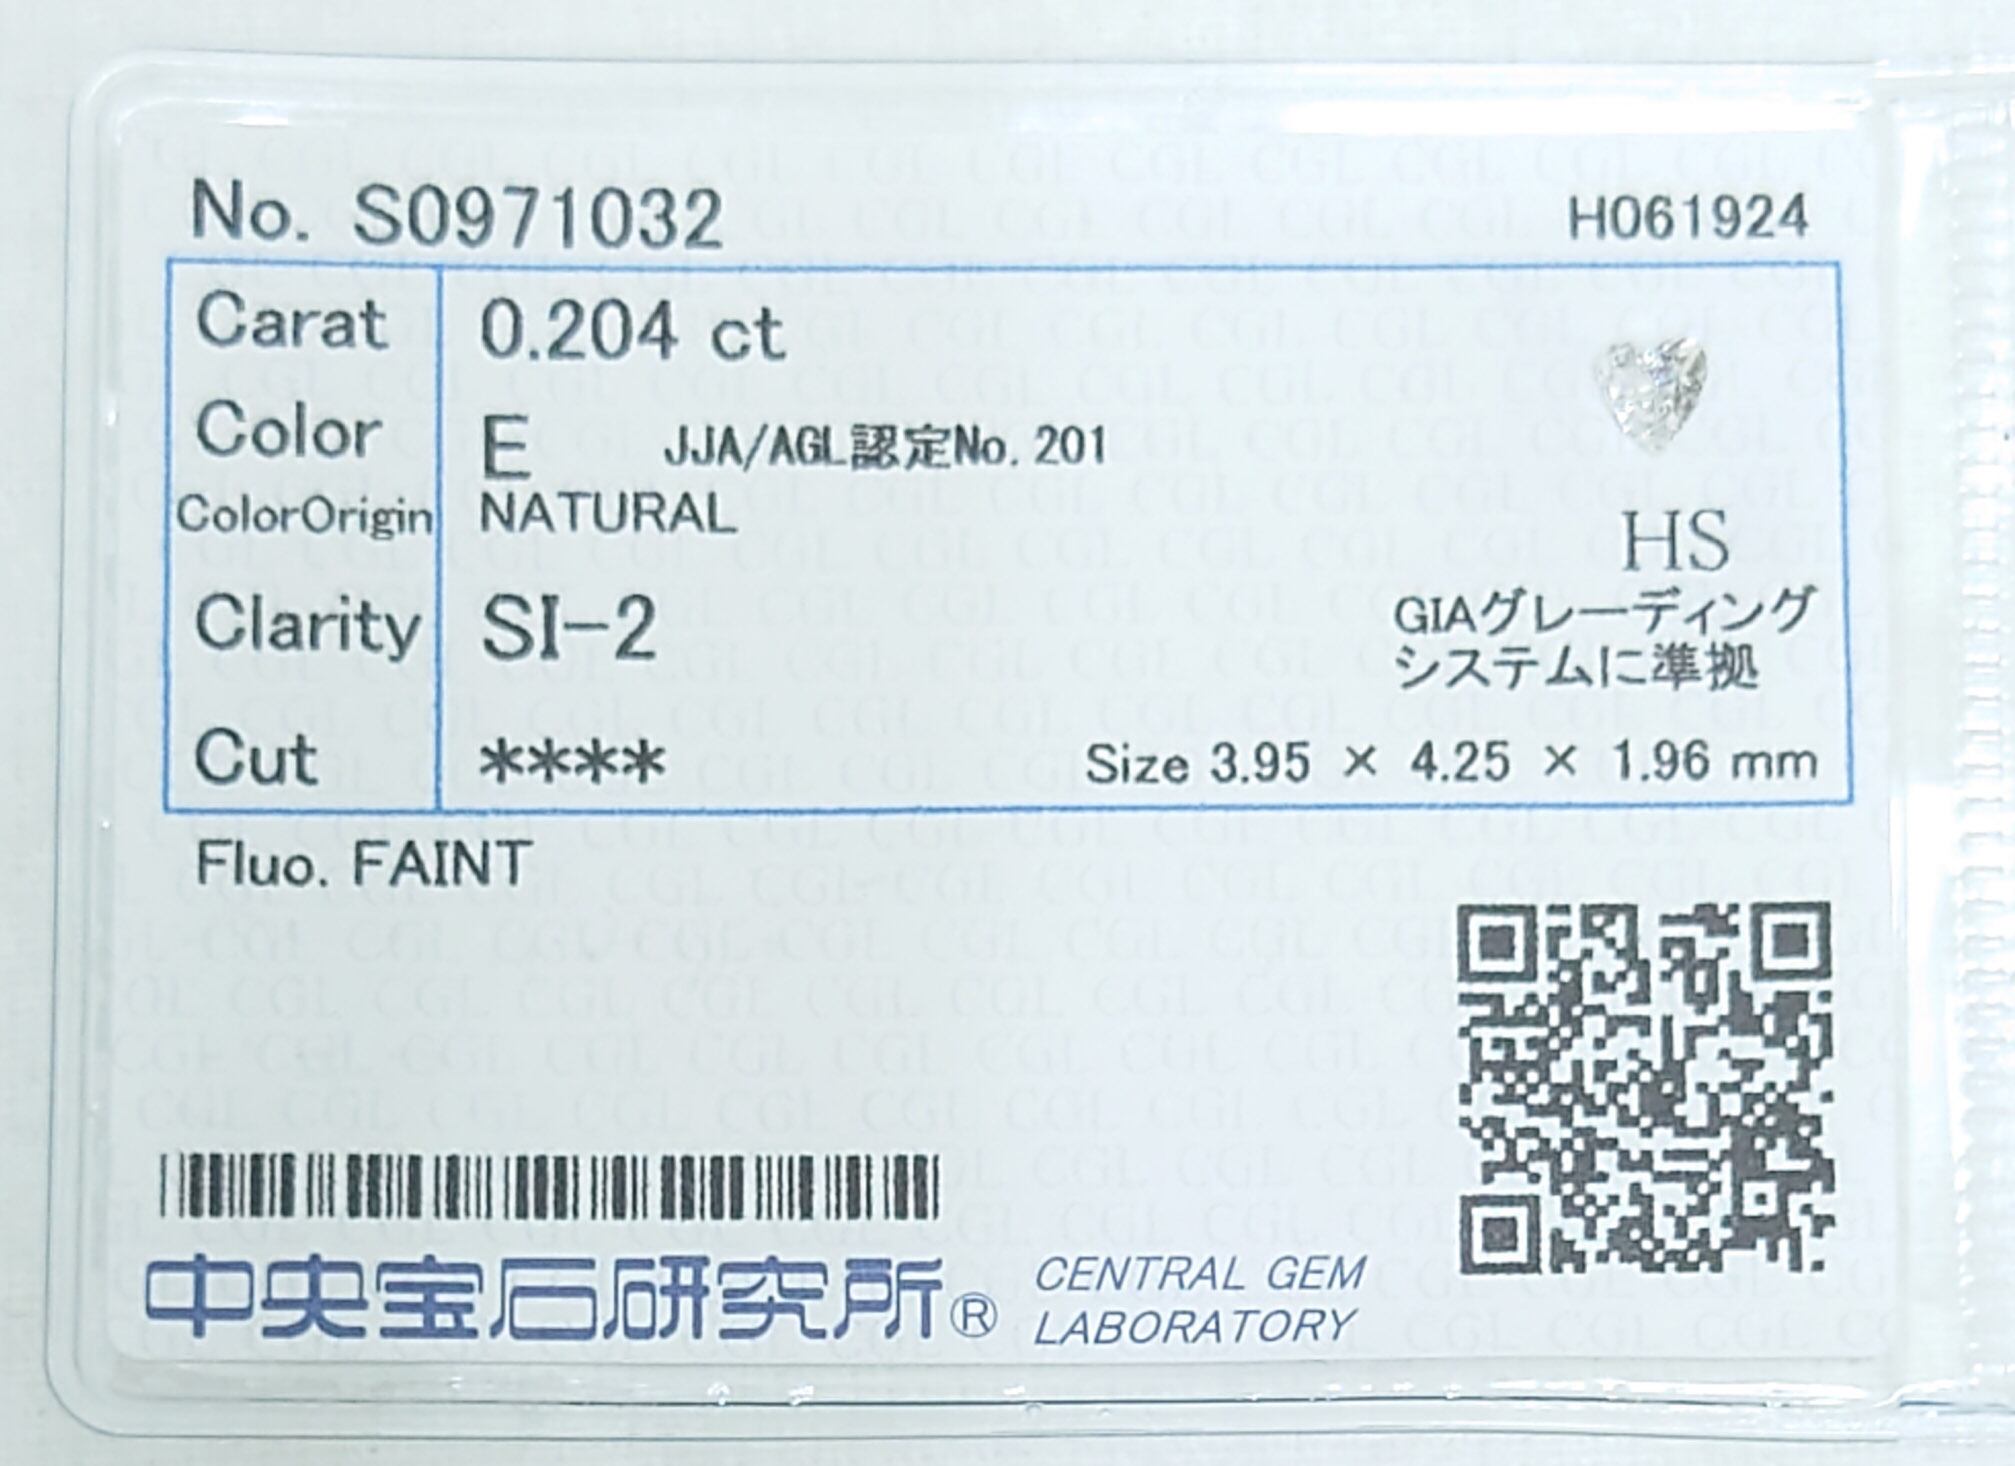 No. S0971032 H061924
Carat 0.204 ct
Color E JJA/AGL認定No. 201
ColorOrigin NATURAL
HS
Clarity SI-2
GIAグレーディング
システムに準拠
Cut **** Size 3.95 × 4.25 × 1.96 mm
Fluo. FAINT
中央宝石研究所® CENTRAL GEM
LABORATORY